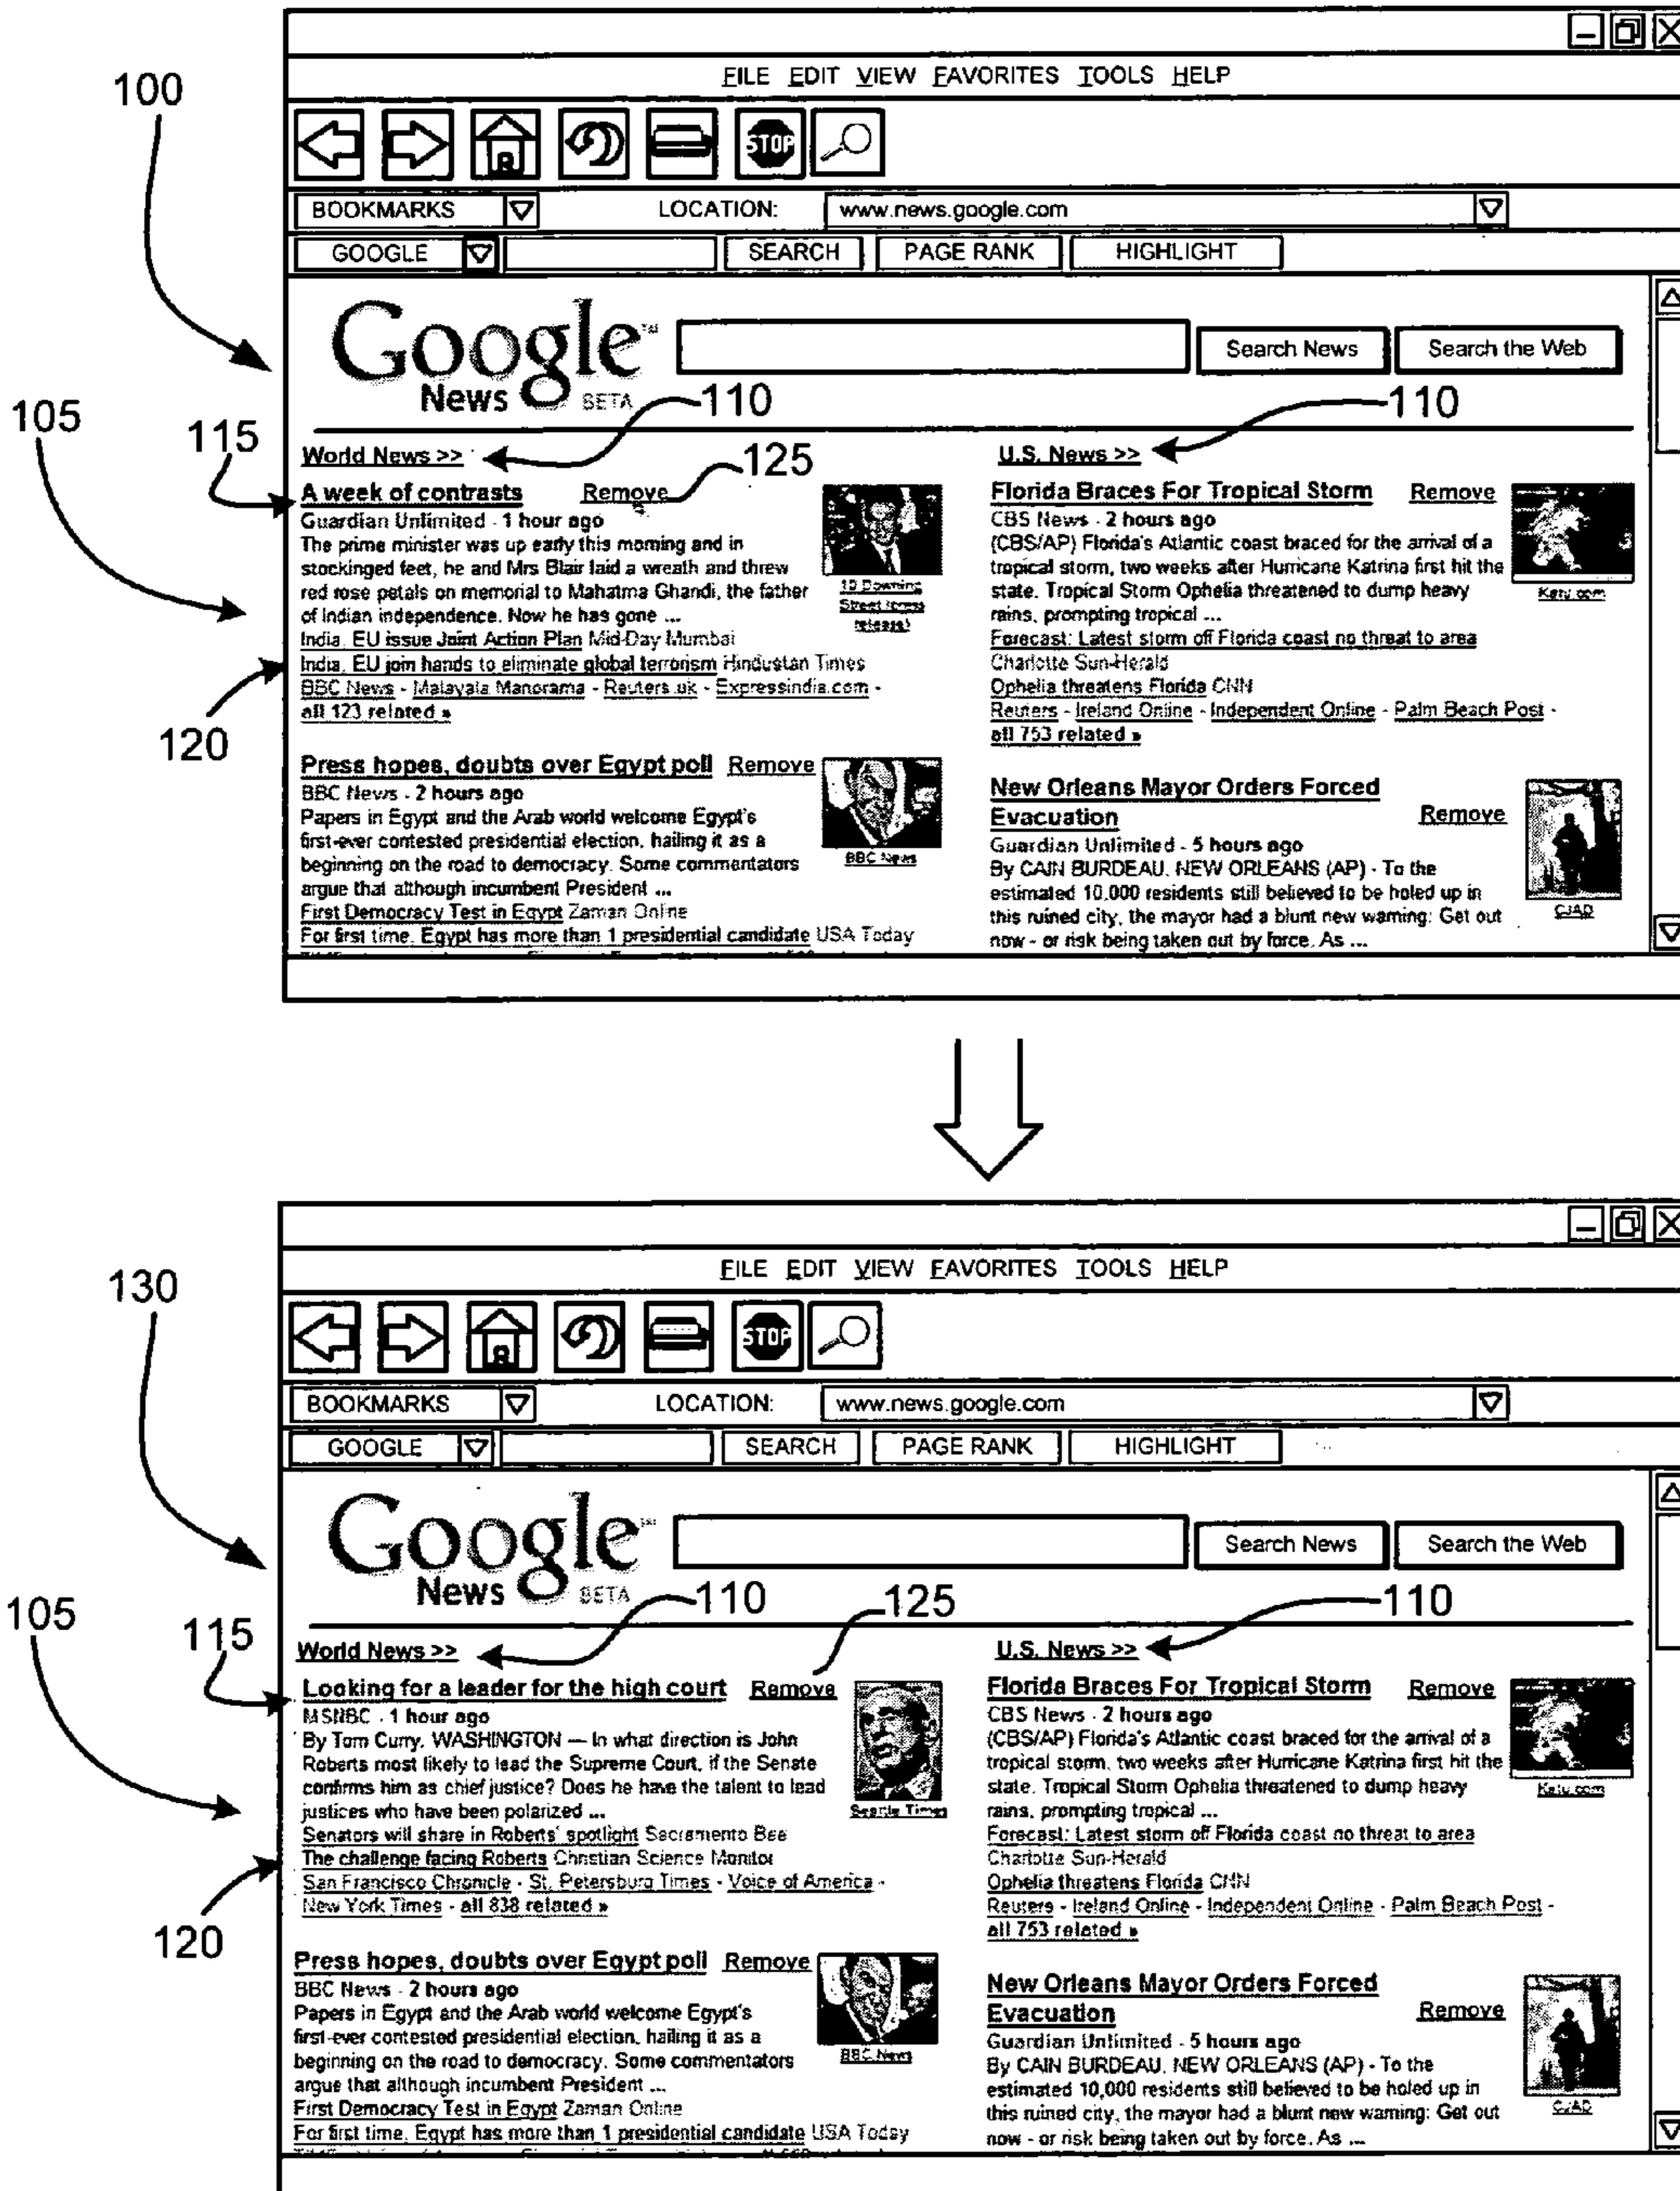 FILE EDIT VIEW FAVORITES TOOLS HELP
100
STOP
BOOKMARKS LOCATION: www.news.google.com
GOOGLE SEARCH PAGE RANK HIGHLIGHT
Google™
News BETA
Search News Search the Web
110 110
105
115
World News >>
125
A week of contrasts Remove
Guardian Unlimited - 1 hour ago
The prime minister was up early this morning and in
stockinged feet, he and Mrs Blair laid a wreath and threw
red rose petals on memorial to Mahatma Ghandi, the father
of Indian independence. Now he has gone ...
10 Downing
Street (press
release)
India, EU issue Joint Action Plan Mid-Day Mumbai
India, EU join hands to eliminate global terrorism Hindustan Times
BBC News - Malayala Manorama - Reuters.uk - Expressindia.com -
all 123 related »
120
Press hopes, doubts over Egypt poll Remove
BBC News - 2 hours ago
Papers in Egypt and the Arab world welcome Egypt's
first-ever contested presidential election, hailing it as a
beginning on the road to democracy. Some commentators
argue that although incumbent President ...
BBC News
First Democracy Test in Egypt Zaman Online
For first time, Egypt has more than 1 presidential candidate USA Today
U.S. News >>
Florida Braces For Tropical Storm Remove
CBS News - 2 hours ago
(CBS/AP) Florida's Atlantic coast braced for the arrival of a
tropical storm, two weeks after Hurricane Katrina first hit the
state. Tropical Storm Ophelia threatened to dump heavy
rains, prompting tropical ...
Katu.com
Forecast: Latest storm off Florida coast no threat to area
Charlotte Sun-Herald
Ophelia threatens Florida CNN
Reuters - Ireland Online - Independent Online - Palm Beach Post -
all 753 related »
New Orleans Mayor Orders Forced
Evacuation Remove
Guardian Unlimited - 5 hours ago
By CAIN BURDEAU. NEW ORLEANS (AP) - To the
estimated 10,000 residents still believed to be holed up in
this ruined city, the mayor had a blunt new warning: Get out
now - or risk being taken out by force. As ...
CJAD
FILE EDIT VIEW FAVORITES TOOLS HELP
130
STOP
BOOKMARKS LOCATION: www.news.google.com
GOOGLE SEARCH PAGE RANK HIGHLIGHT
Google™
News BETA
Search News Search the Web
110 125 110
105
115
World News >>
Looking for a leader for the high court Remove
MSNBC - 1 hour ago
By Tom Curry. WASHINGTON — In what direction is John
Roberts most likely to lead the Supreme Court, if the Senate
confirms him as chief justice? Does he have the talent to lead
justices who have been polarized ...
Seattle Times
Senators will share in Roberts' spotlight Sacramento Bee
The challenge facing Roberts Christian Science Monitor
San Francisco Chronicle - St. Petersburg Times - Voice of America -
New York Times - all 838 related »
120
Press hopes, doubts over Egypt poll Remove
BBC News - 2 hours ago
Papers in Egypt and the Arab world welcome Egypt's
first-ever contested presidential election, hailing it as a
beginning on the road to democracy. Some commentators
argue that although incumbent President ...
BBC News
First Democracy Test in Egypt Zaman Online
For first time, Egypt has more than 1 presidential candidate USA Today
U.S. News >>
Florida Braces For Tropical Storm Remove
CBS News - 2 hours ago
(CBS/AP) Florida's Atlantic coast braced for the arrival of a
tropical storm, two weeks after Hurricane Katrina first hit the
state. Tropical Storm Ophelia threatened to dump heavy
rains, prompting tropical ...
Katu.com
Forecast: Latest storm off Florida coast no threat to area
Charlotte Sun-Herald
Ophelia threatens Florida CNN
Reuters - Ireland Online - Independent Online - Palm Beach Post -
all 753 related »
New Orleans Mayor Orders Forced
Evacuation Remove
Guardian Unlimited - 5 hours ago
By CAIN BURDEAU. NEW ORLEANS (AP) - To the
estimated 10,000 residents still believed to be holed up in
this ruined city, the mayor had a blunt new warning: Get out
now - or risk being taken out by force. As ...
CJAD